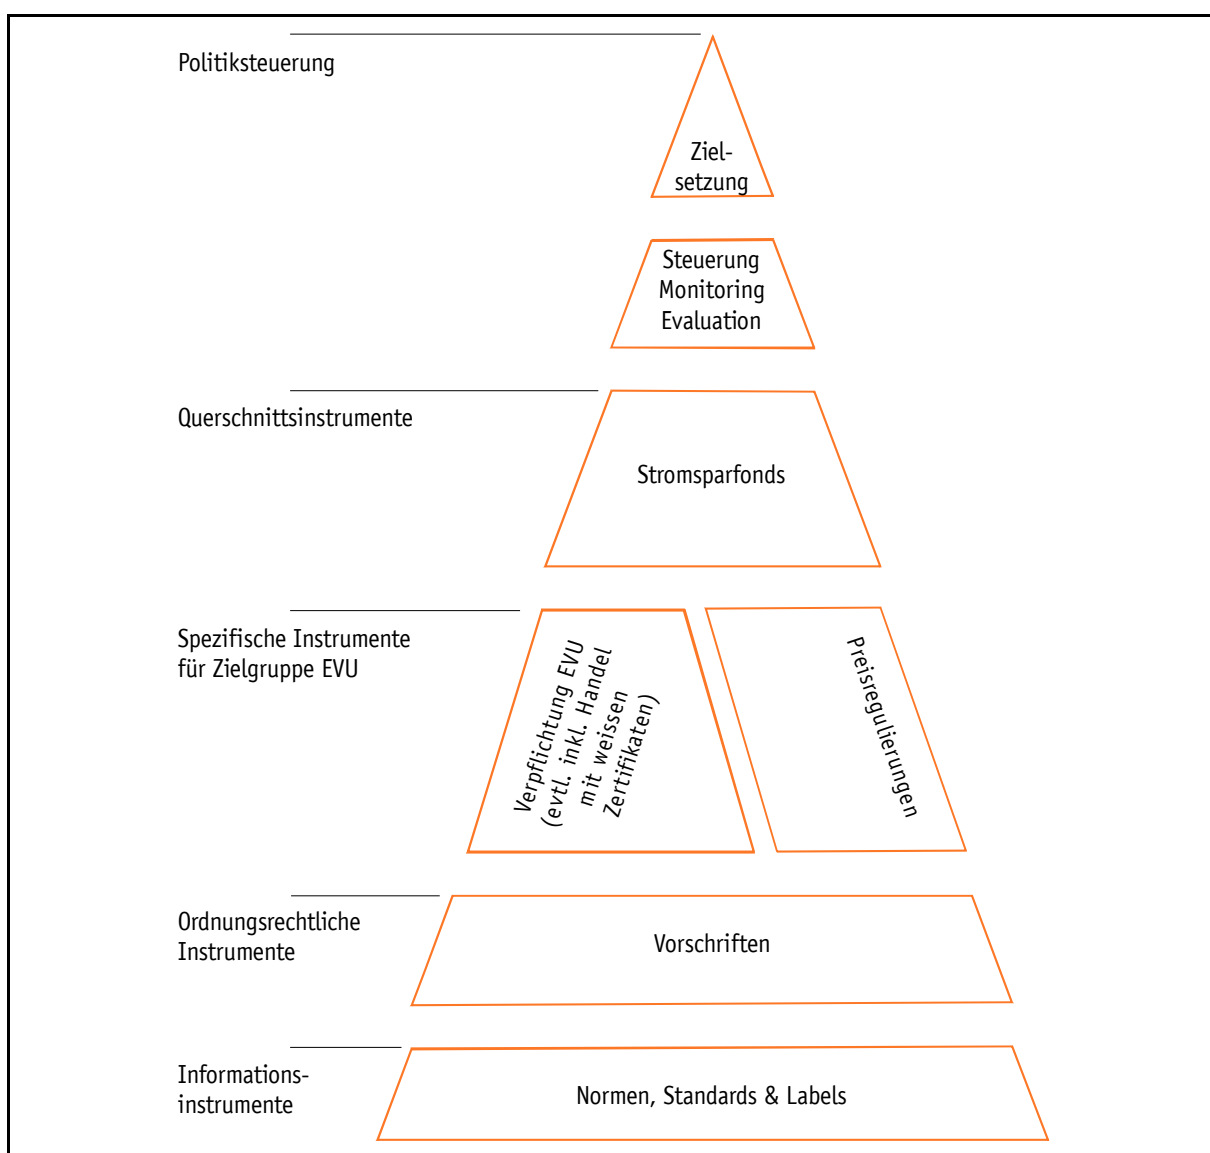 Politiksteuerung
Ziel-
setzung
Steuerung
Monitoring
Evaluation
Querschnittsinstrumente
Stromsparfonds
Spezifische Instrumente
für Zielgruppe EVU
Verpflichtung EVU
(evtl. inkl. Handel
mit weissen
Zertifikaten)
Preisregulierungen
Ordnungsrechtliche
Instrumente
Vorschriften
Informations-
instrumente
Normen, Standards & Labels